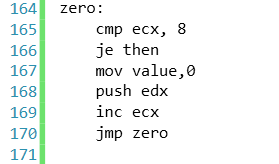 164 zero:
165 cmp ecx, 8
166 je then
167 mov value,0
168 push edx
169 inc ecx
170 jmp zero
171